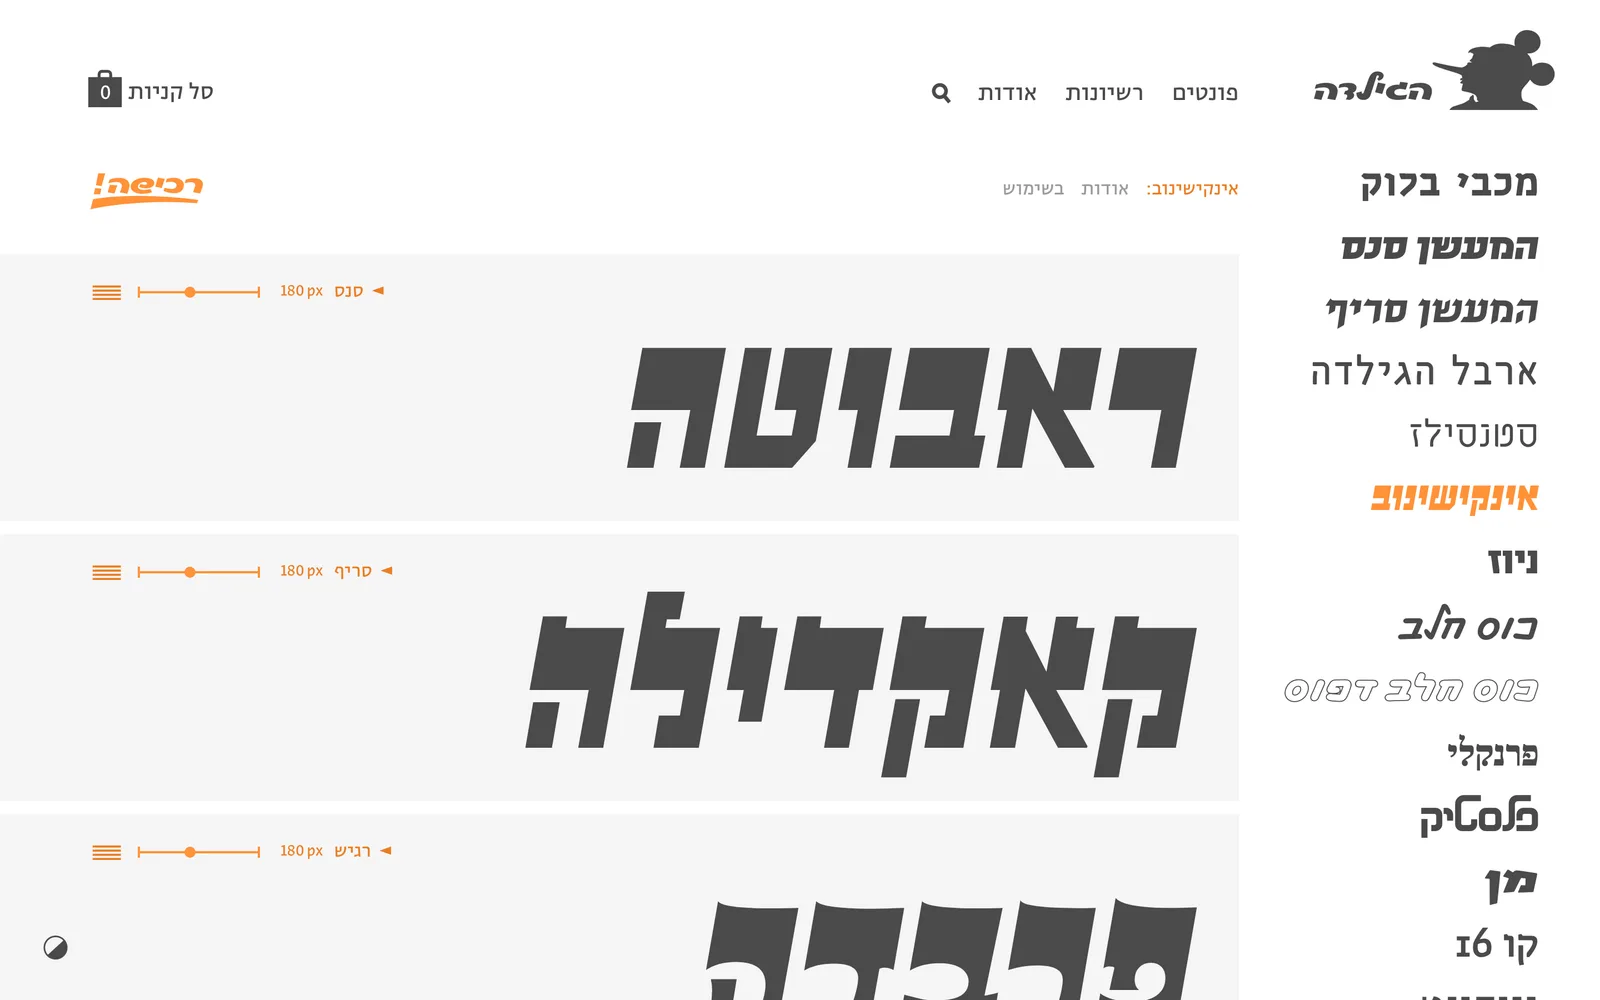 הגילדה
פונטים
רשיונות
אודות
סל קניות
0
אינקישינוב:
אודות
בשימוש
רכישה!
מכבי בלוק
המעשן סנס
המעשן סריף
ארבל הגילדה
סטנסילז
אינקישינוב
ניוז
כוס חלב
כוס חלב דפוס
פרנקלי
פלסטיק
מן
קו 16
סנס
180 px
ראבוטה
סריף
180 px
קאקדילה
רגיש
180 px